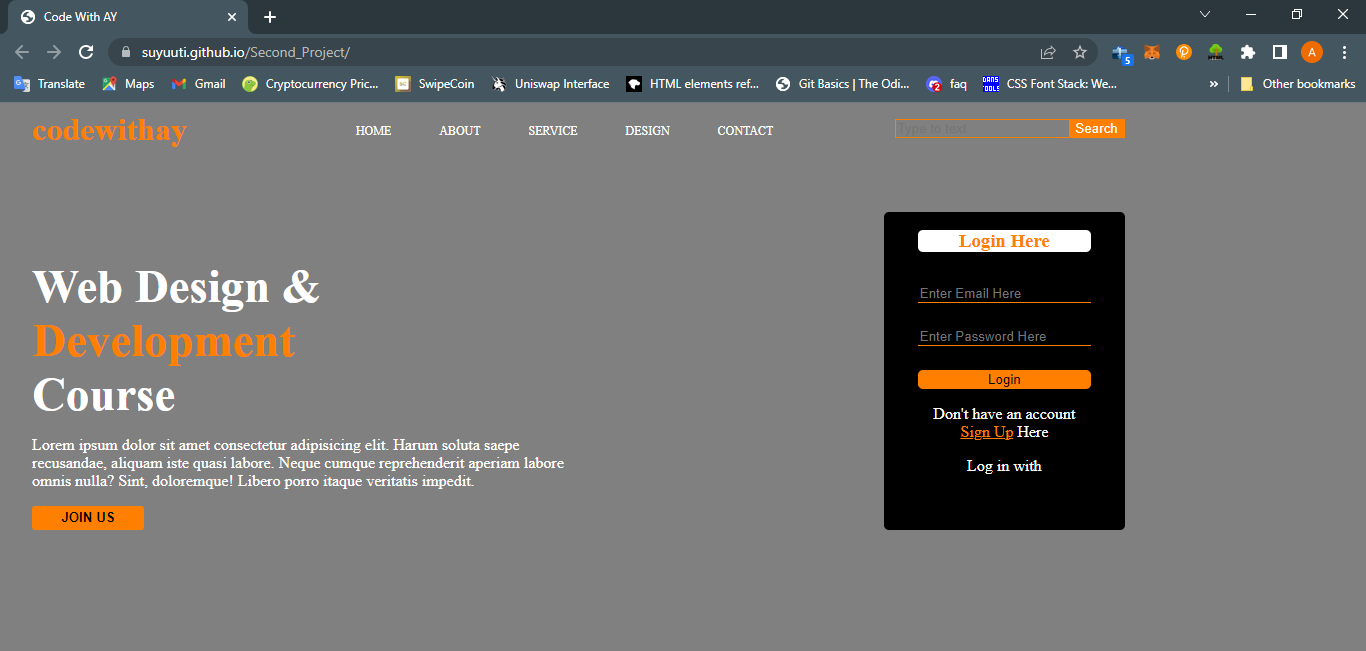 Code With AY
suyuuti.github.io/Second_Project/
5
A
Translate
Maps
Gmail
Cryptocurrency Pric...
SwipeCoin
Uniswap Interface
HTML elements ref...
Git Basics | The Odi...
2
faq
DANS TOOLS
CSS Font Stack: We...
»
Other bookmarks
codewithay
HOME
ABOUT
SERVICE
DESIGN
CONTACT
Type to text
Search
Web Design &
Development
Course
Lorem ipsum dolor sit amet consectetur adipisicing elit. Harum soluta saepe
recusandae, aliquam iste quasi labore. Neque cumque reprehenderit aperiam labore
omnis nulla? Sint, doloremque! Libero porro itaque veritatis impedit.
JOIN US
Login Here
Enter Email Here
Enter Password Here
Login
Don't have an account
Sign Up Here
Log in with